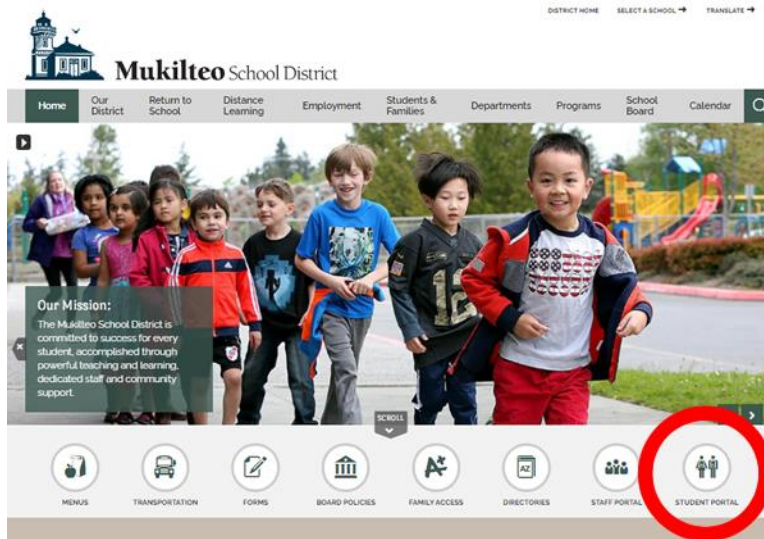 DISTRICT HOME SELECT A SCHOOL TRANSLATE
Mukilteo School District
Home
Our District
Return to School
Distance Learning
Employment
Students & Families
Departments
Programs
School Board
Calendar
Our Mission:
The Mukilteo School District is
committed to success for every
student, accomplished through
powerful teaching and learning,
dedicated staff and community
support.
12
SCROLL
A+
AZ
MENUS
TRANSPORTATION
FORMS
BOARD POLICIES
FAMILY ACCESS
DIRECTORIES
STAFF PORTAL
STUDENT PORTAL